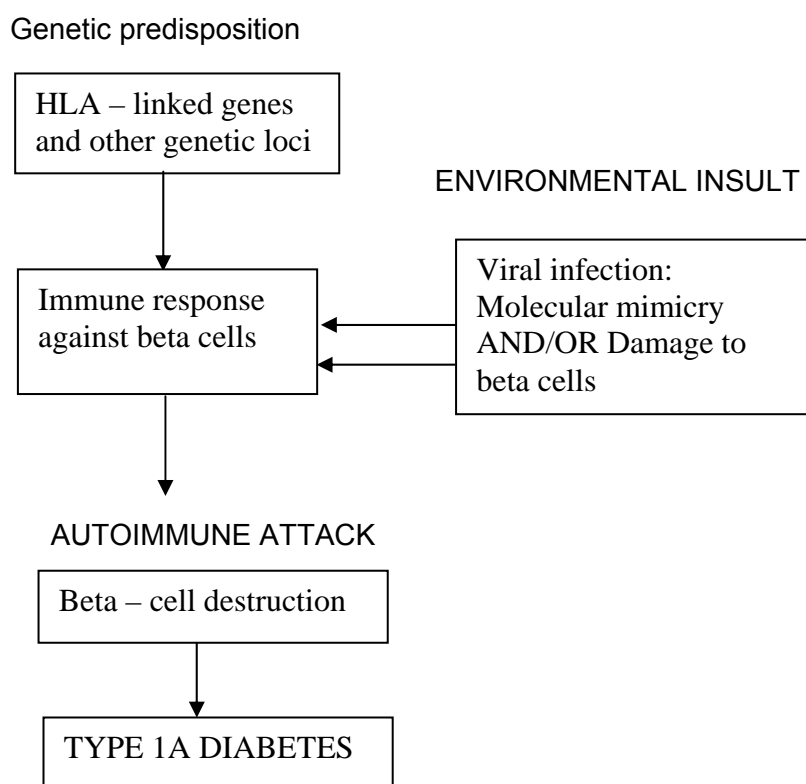 Genetic predisposition
HLA – linked genes
and other genetic loci
ENVIRONMENTAL INSULT
Viral infection:
Molecular mimicry
AND/OR Damage to
beta cells
Immune response
against beta cells
AUTOIMMUNE ATTACK
Beta – cell destruction
TYPE 1A DIABETES